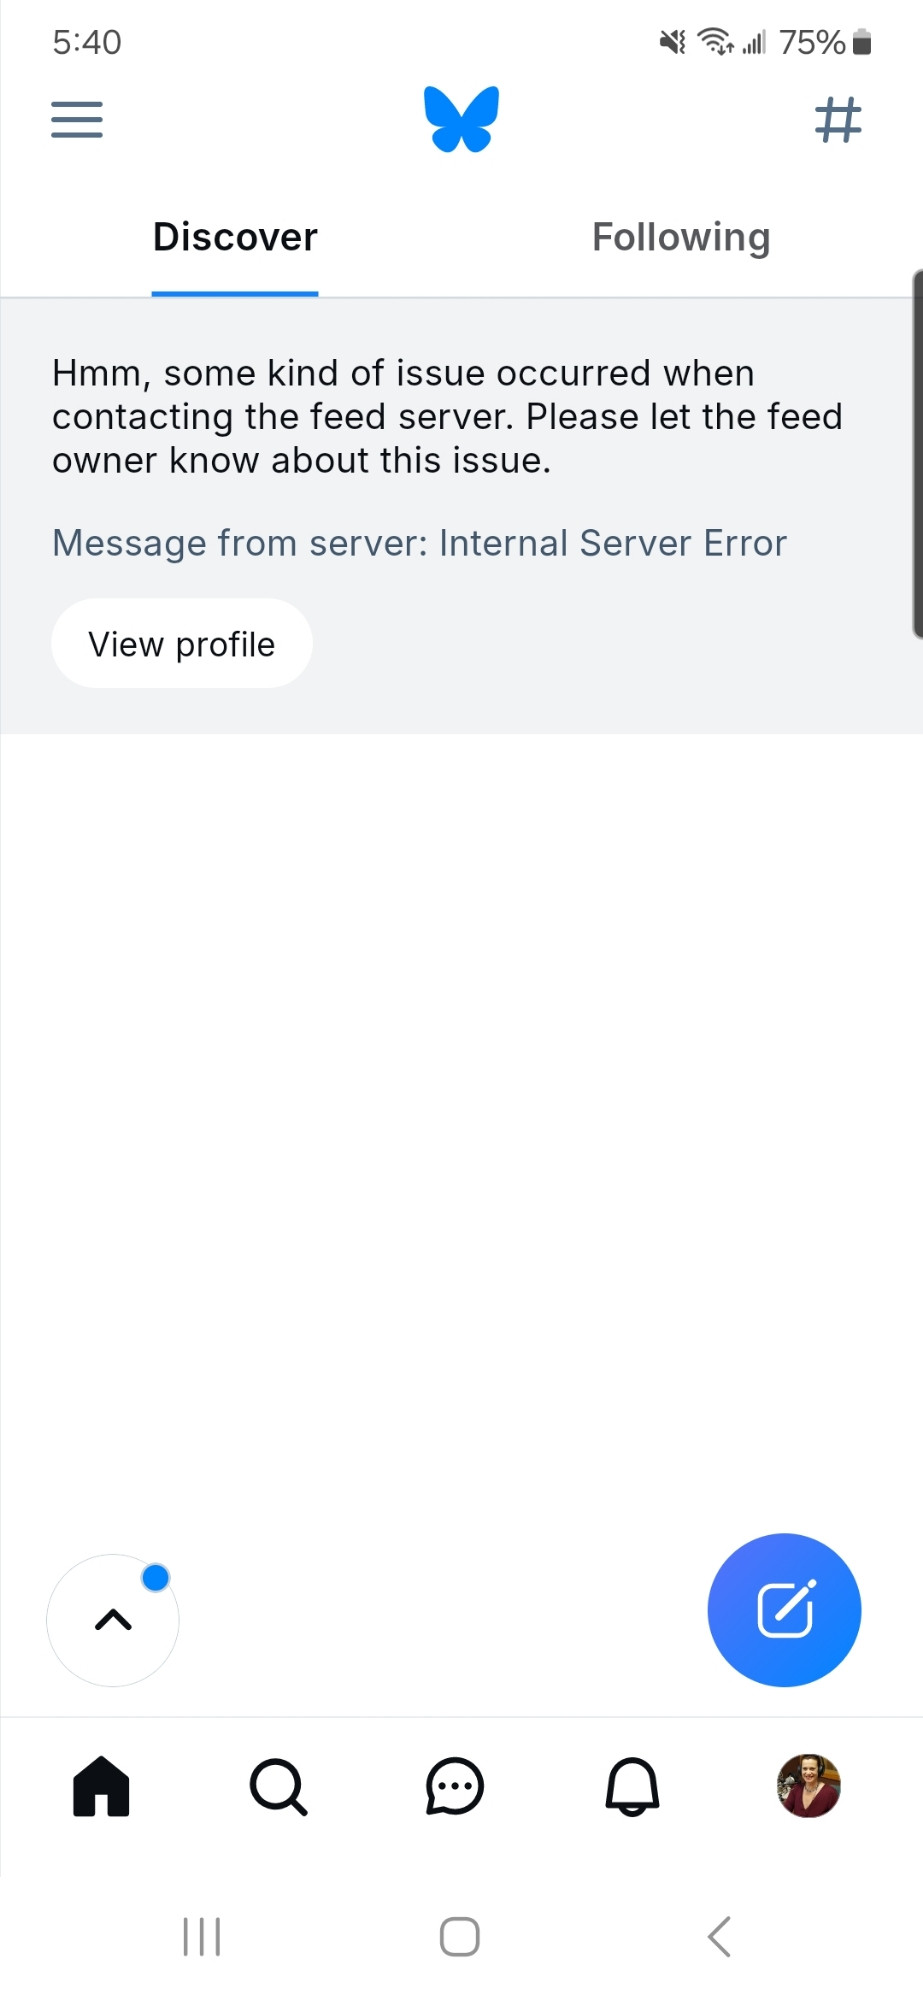 5:40
75%
Discover
Following
Hmm, some kind of issue occurred when
contacting the feed server. Please let the feed
owner know about this issue.
Message from server: Internal Server Error
View profile